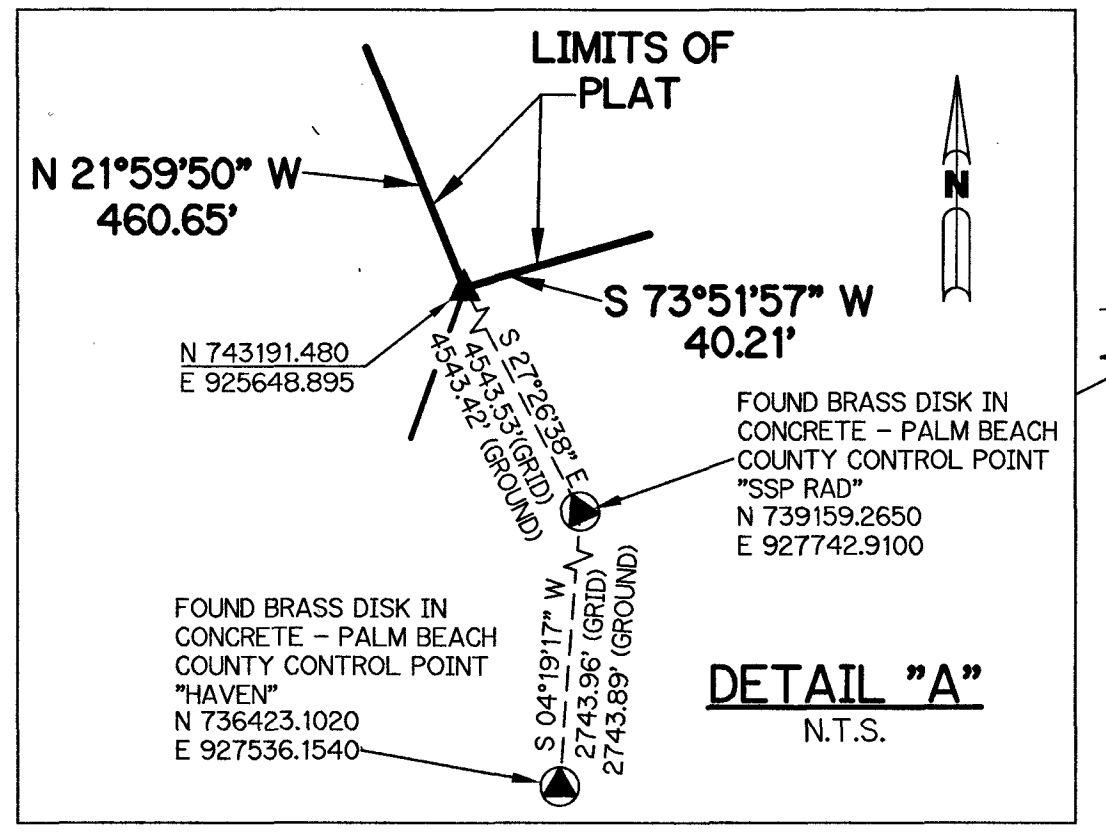 LIMITS OF
PLAT
N 21°59'50" W
460.65'
N
S 73°51'57" W
40.21'
N 743191.480
E 925648.895
S 27°26'38" E
4543.53'(GRID)
4543.42' (GROUND)
FOUND BRASS DISK IN
CONCRETE - PALM BEACH
COUNTY CONTROL POINT
"SSP RAD"
N 739159.2650
E 927742.9100
S 04°19'17" W
2743.96' (GRID)
2743.89' (GROUND)
FOUND BRASS DISK IN
CONCRETE - PALM BEACH
COUNTY CONTROL POINT
"HAVEN"
N 736423.1020
E 927536.1540
DETAIL "A"
N.T.S.